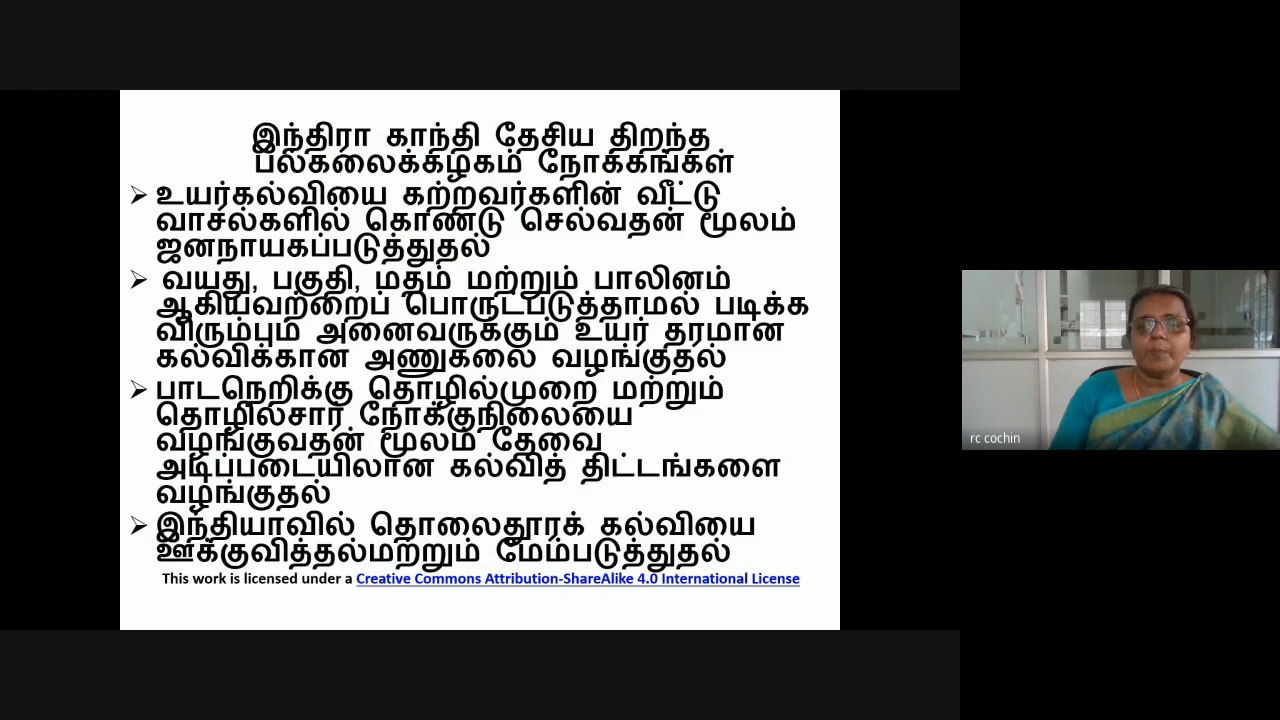 இந்திரா காந்தி தேசிய திறந்த
பல்கலைக்கழகம் நோக்கங்கள்
➢ உயர்கல்வியை கற்றவர்களின் வீட்டு
வாசல்களில் கொண்டு செல்வதன் மூலம்
ஜனநாயகப்படுத்துதல்
➢ வயது, பகுதி, மதம் மற்றும் பாலினம்
ஆகியவற்றைப் பொருட்படுத்தாமல் படிக்க
விரும்பும் அனைவருக்கும் உயர் தரமான
கல்விக்கான அணுகலை வழங்குதல்
➢ பாடநெறிக்கு தொழில்முறை மற்றும்
தொழில்சார் நோக்குநிலையை
வழங்குவதன் மூலம் தேவை
அடிப்படையிலான கல்வித் திட்டங்களை
வழங்குதல்
➢ இந்தியாவில் தொலைதூரக் கல்வியை
ஊக்குவித்தல்மற்றும் மேம்படுத்துதல்
This work is licensed under a Creative Commons Attribution-ShareAlike 4.0 International License
rc cochin